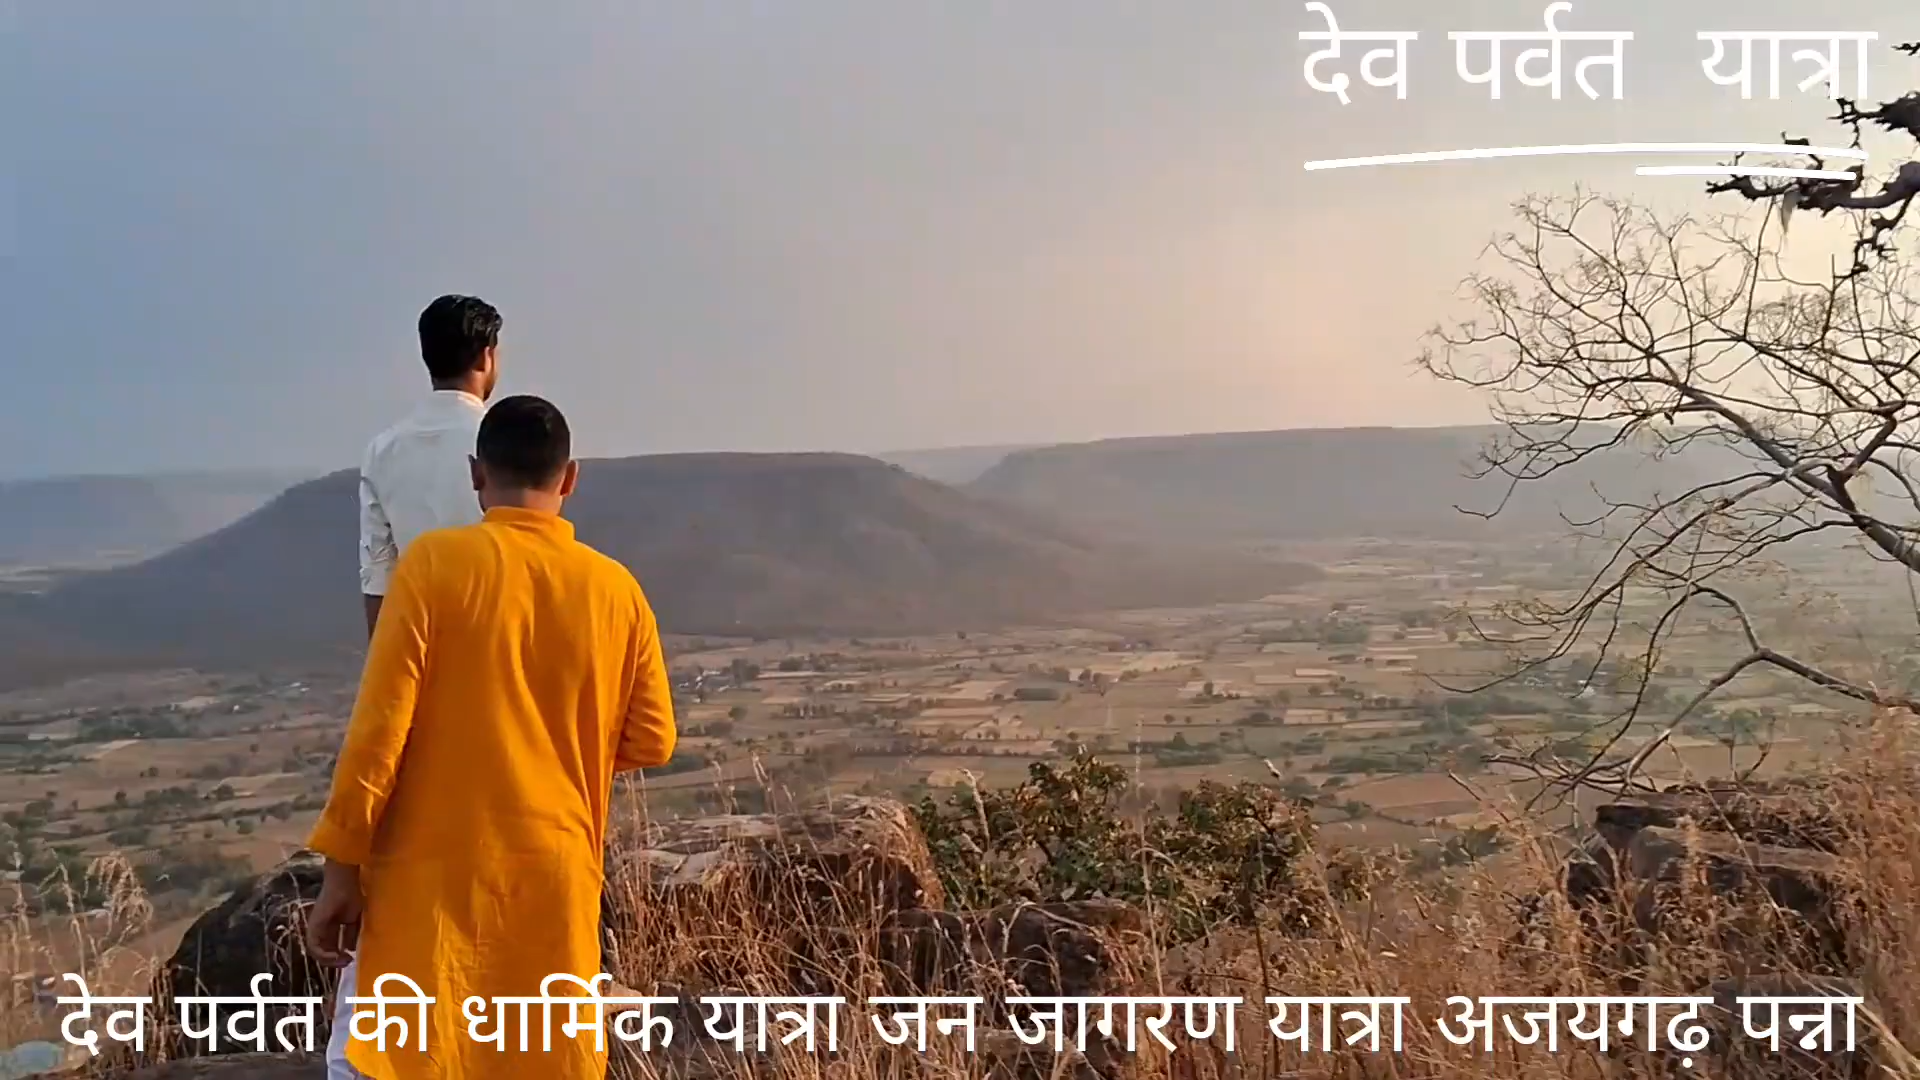 देव पर्वत यात्रा
देव पर्वत की धार्मिक यात्रा जन जागरण यात्रा अजयगढ़ पन्ना